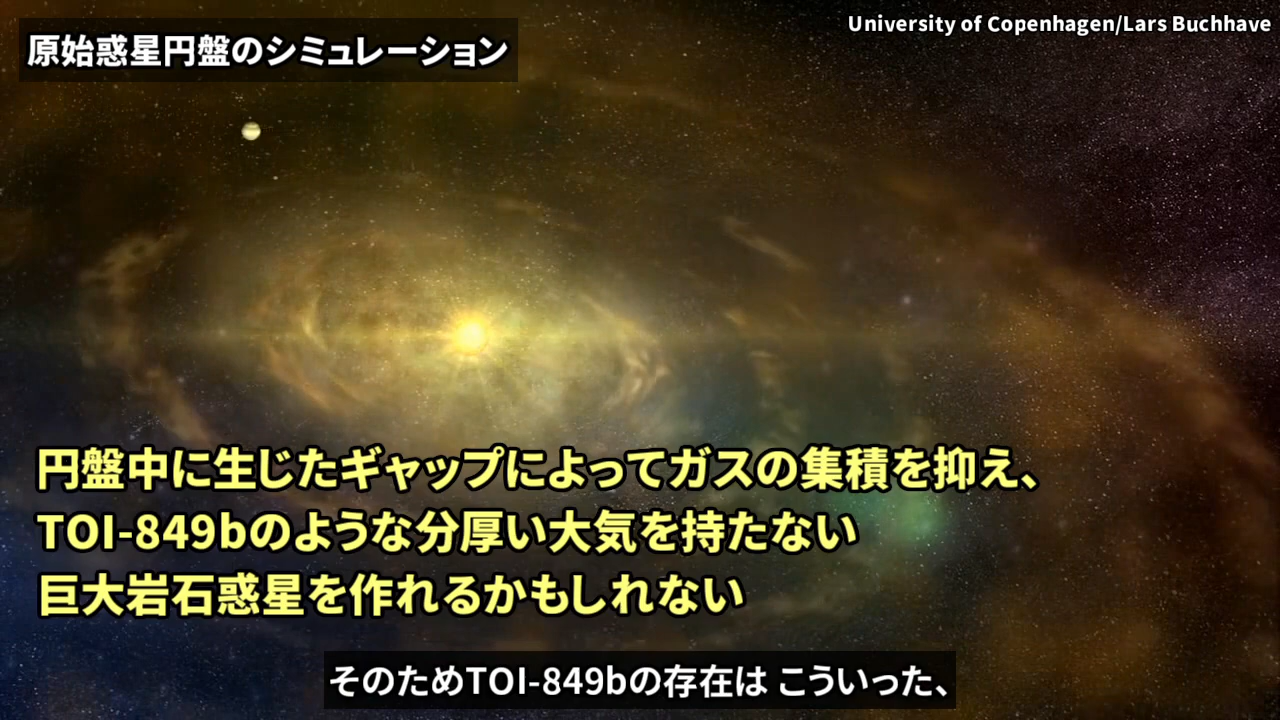 原始惑星円盤のシミュレーション
University of Copenhagen/Lars Buchhave
円盤中に生じたギャップによってガスの集積を抑え、
TOI-849bのような分厚い大気を持たない
巨大岩石惑星を作れるかもしれない
そのためTOI-849bの存在は こういった、